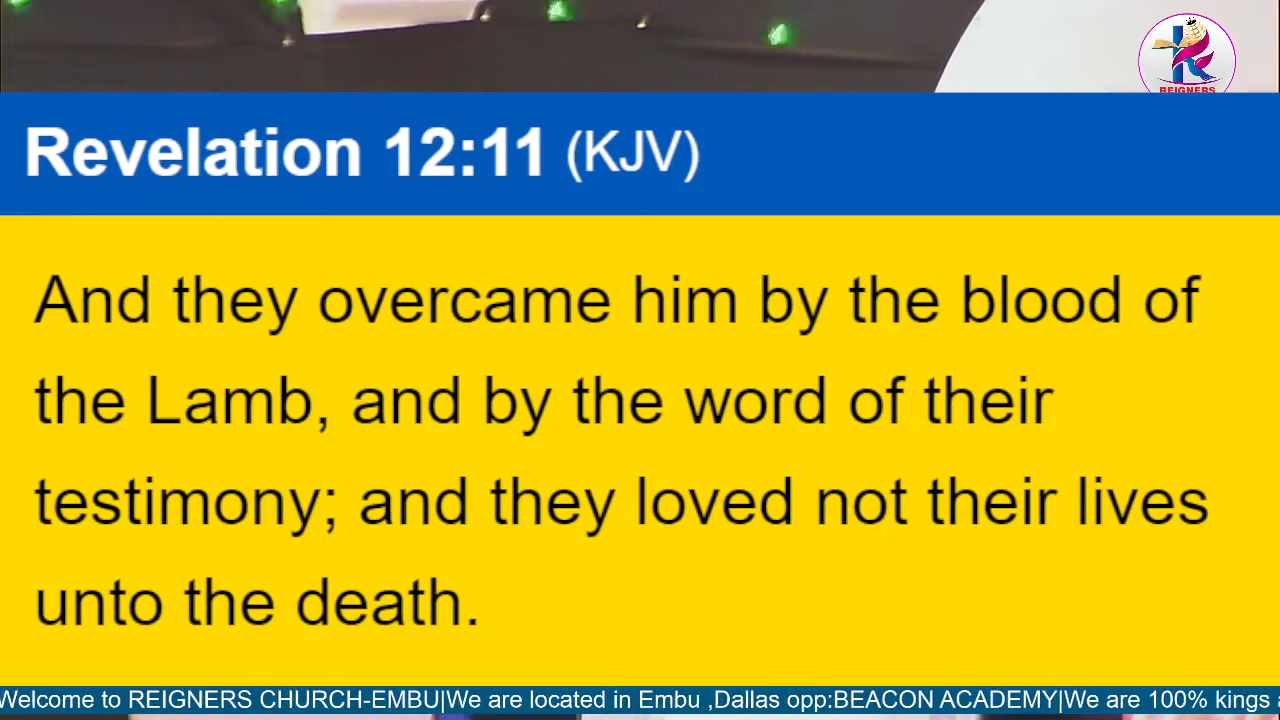 REIGNERS
Revelation 12:11 (KJV)
And they overcame him by the blood of
the Lamb, and by the word of their
testimony; and they loved not their lives
unto the death.
Welcome to REIGNERS CHURCH-EMBU|We are located in Embu ,Dallas opp:BEACON ACADEMY|We are 100% kings a